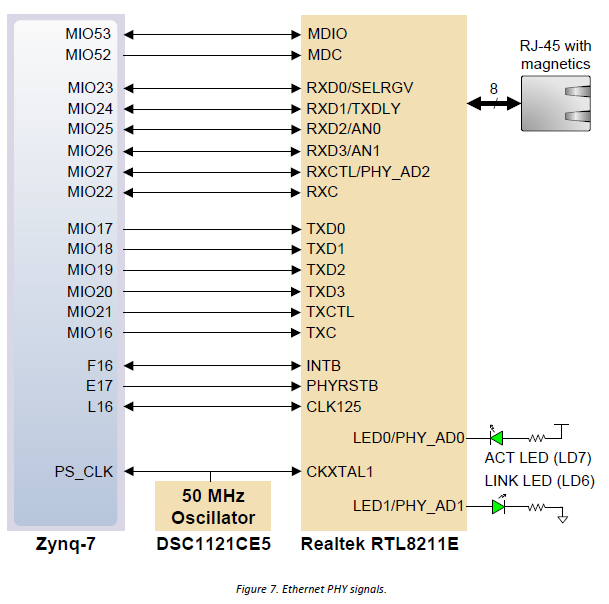 MIO53 MDIO
MIO52 MDC
RJ-45 with
magnetics
8
MIO23 RXD0/SELRGV
MIO24 RXD1/TXDLY
MIO25 RXD2/AN0
MIO26 RXD3/AN1
MIO27 RXCTL/PHY_AD2
MIO22 RXC
MIO17 TXD0
MIO18 TXD1
MIO19 TXD2
MIO20 TXD3
MIO21 TXCTL
MIO16 TXC
F16 INTB
E17 PHYRSTB
L16 CLK125
LED0/PHY_AD0
ACT LED (LD7)
PS_CLK CKXTAL1
LINK LED (LD6)
50 MHz
Oscillator
LED1/PHY_AD1
Zynq-7 DSC1121CE5 Realtek RTL8211E
Figure 7. Ethernet PHY signals.